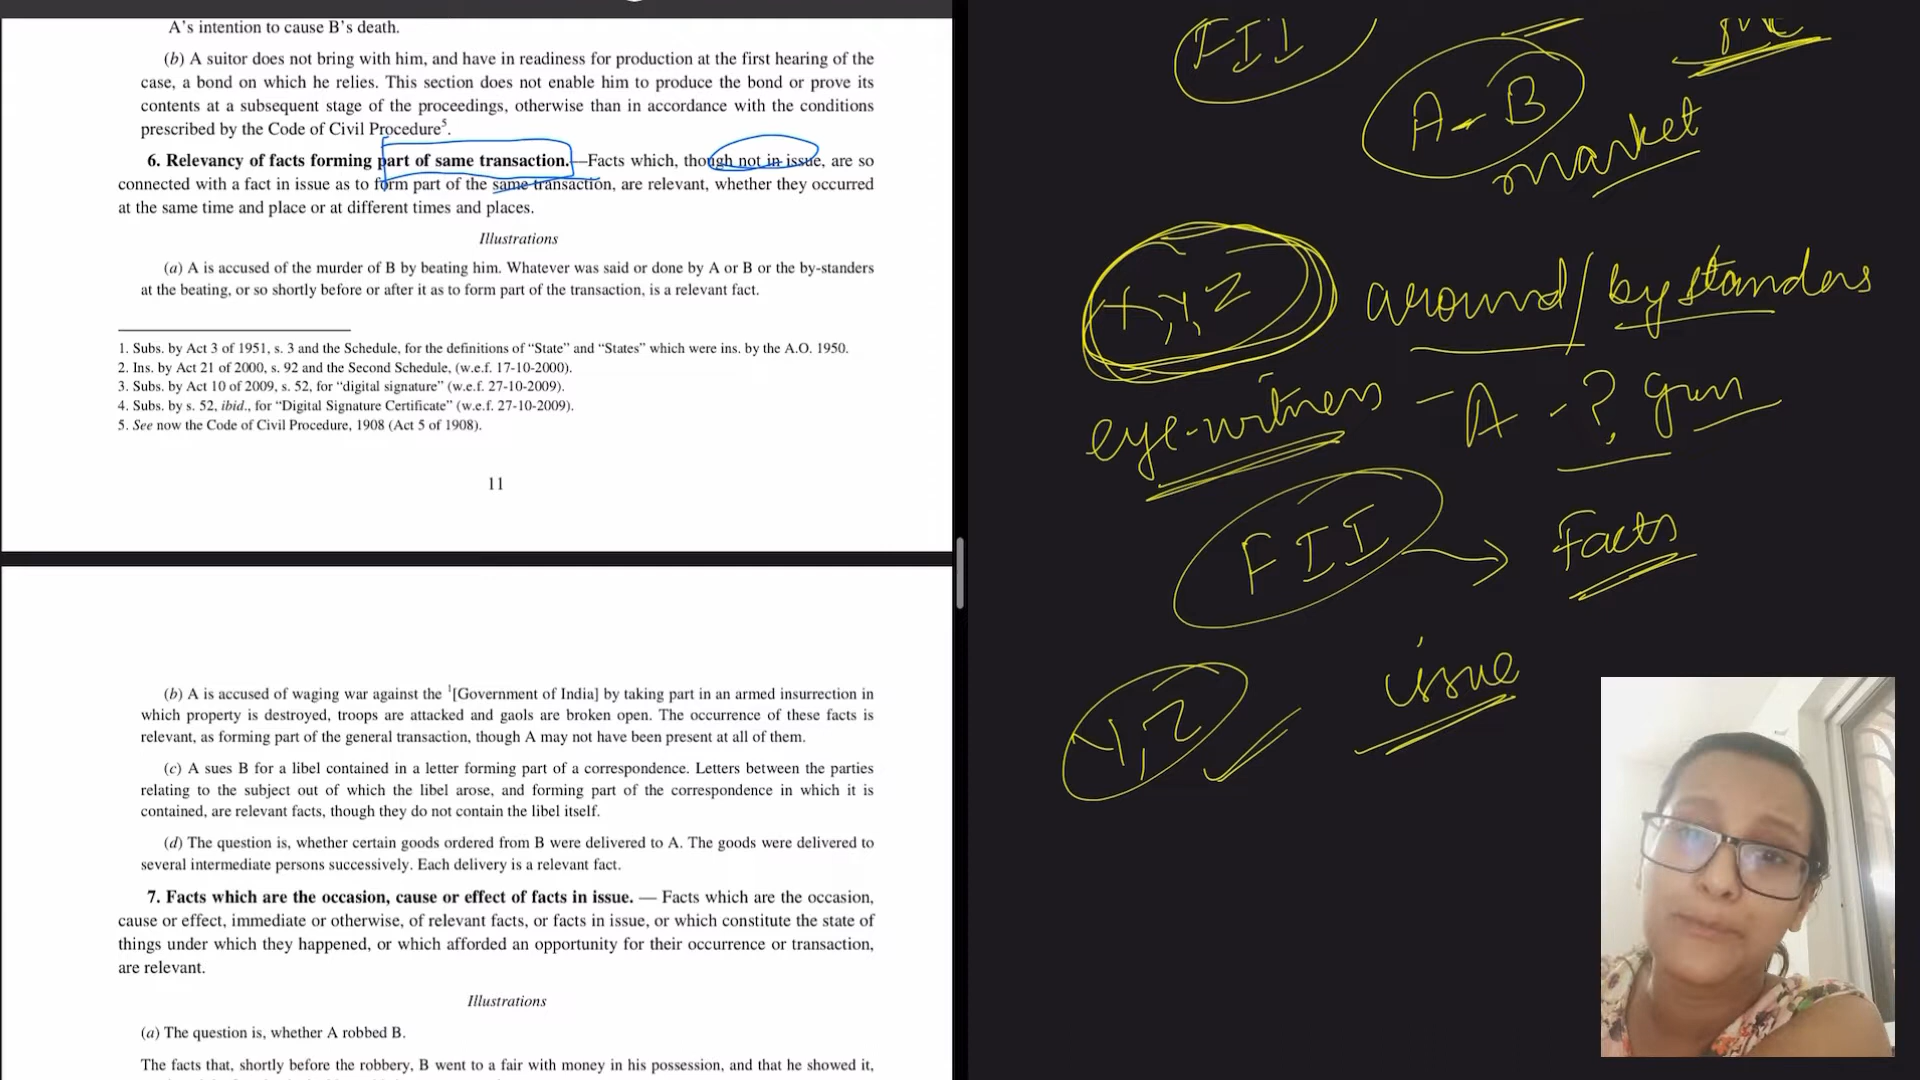 A’s intention to cause B’s death.
(b) A suitor does not bring with him, and have in readiness for production at the first hearing of the
case, a bond on which he relies. This section does not enable him to produce the bond or prove its
contents at a subsequent stage of the proceedings, otherwise than in accordance with the conditions
prescribed by the Code of Civil Procedure5.
6. Relevancy of facts forming part of same transaction.—Facts which, though not in issue, are so
connected with a fact in issue as to form part of the same transaction, are relevant, whether they occurred
at the same time and place or at different times and places.
Illustrations
(a) A is accused of the murder of B by beating him. Whatever was said or done by A or B or the by-standers
at the beating, or so shortly before or after it as to form part of the transaction, is a relevant fact.
1. Subs. by Act 3 of 1951, s. 3 and the Schedule, for the definitions of “State” and “States” which were ins. by the A.O. 1950.
2. Ins. by Act 21 of 2000, s. 92 and the Second Schedule, (w.e.f. 17-10-2000).
3. Subs. by Act 10 of 2009, s. 52, for “digital signature” (w.e.f. 27-10-2009).
4. Subs. by s. 52, ibid., for “Digital Signature Certificate” (w.e.f. 27-10-2009).
5. See now the Code of Civil Procedure, 1908 (Act 5 of 1908).
11
(b) A is accused of waging war against the 1[Government of India] by taking part in an armed insurrection in
which property is destroyed, troops are attacked and gaols are broken open. The occurrence of these facts is
relevant, as forming part of the general transaction, though A may not have been present at all of them.
(c) A sues B for a libel contained in a letter forming part of a correspondence. Letters between the parties
relating to the subject out of which the libel arose, and forming part of the correspondence in which it is
contained, are relevant facts, though they do not contain the libel itself.
(d) The question is, whether certain goods ordered from B were delivered to A. The goods were delivered to
several intermediate persons successively. Each delivery is a relevant fact.
7. Facts which are the occasion, cause or effect of facts in issue. — Facts which are the occasion,
cause or effect, immediate or otherwise, of relevant facts, or facts in issue, or which constitute the state of
things under which they happened, or which afforded an opportunity for their occurrence or transaction,
are relevant.
Illustrations
(a) The question is, whether A robbed B.
The facts that, shortly before the robbery, B went to a fair with money in his possession, and that he showed it,
FII
A - B
market
X, Y, Z around / bystanders
eye-witness - A - ? gun
FII → Facts
issue
Y, Z